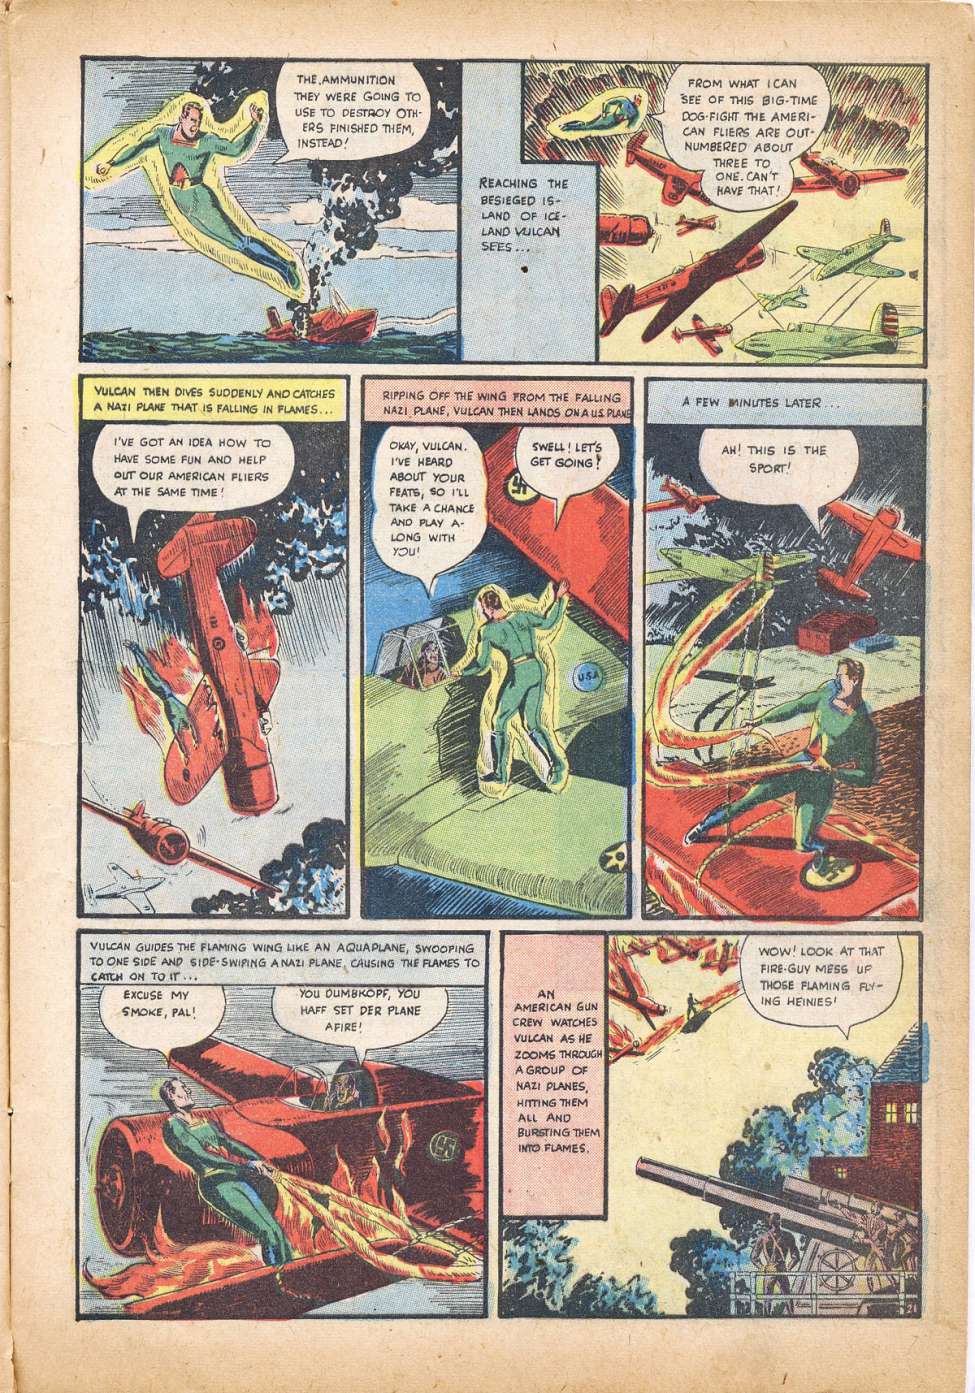 THE AMMUNITION
THEY WERE GOING TO
USE TO DESTROY OTH-
ERS FINISHED THEM,
INSTEAD!
REACHING THE
BESIEGED IS-
LAND OF ICE-
LAND VULCAN
SEES...
FROM WHAT I CAN
SEE OF THIS BIG-TIME
DOG-FIGHT THE AMERI-
CAN FLIERS ARE OUT-
NUMBERED ABOUT
THREE TO
ONE. CAN'T
HAVE THAT!
VULCAN THEN DIVES SUDDENLY AND CATCHES
A NAZI PLANE THAT IS FALLING IN FLAMES...
I'VE GOT AN IDEA HOW TO
HAVE SOME FUN AND HELP
OUT OUR AMERICAN FLIERS
AT THE SAME TIME!
RIPPING OFF THE WING FROM THE FALLING
NAZI PLANE, VULCAN THEN LANDS ON A U.S. PLANE
OKAY, VULCAN.
I'VE HEARD
ABOUT YOUR
FEATS, SO I'LL
TAKE A CHANCE
AND PLAY A-
LONG WITH
YOU!
SWELL! LET'S
GET GOING!
U.S.A
A FEW MINUTES LATER...
AH! THIS IS THE
SPORT!
VULCAN GUIDES THE FLAMING WING LIKE AN AQUAPLANE, SWOOPING
TO ONE SIDE AND SIDE-SWIPING A NAZI PLANE, CAUSING THE FLAMES TO
CATCH ON TO IT...
EXCUSE MY
SMOKE, PAL!
YOU DUMBKOPF, YOU
HAFF SET DER PLANE
AFIRE!
AN
AMERICAN GUN
CREW WATCHES
VULCAN AS HE
ZOOMS THROUGH
A GROUP OF
NAZI PLANES,
HITTING THEM
ALL AND
BURSTING THEM
INTO FLAMES.
WOW! LOOK AT THAT
FIRE-GUY MESS UP
THOSE FLAMING FLY-
ING HEINIES!
21